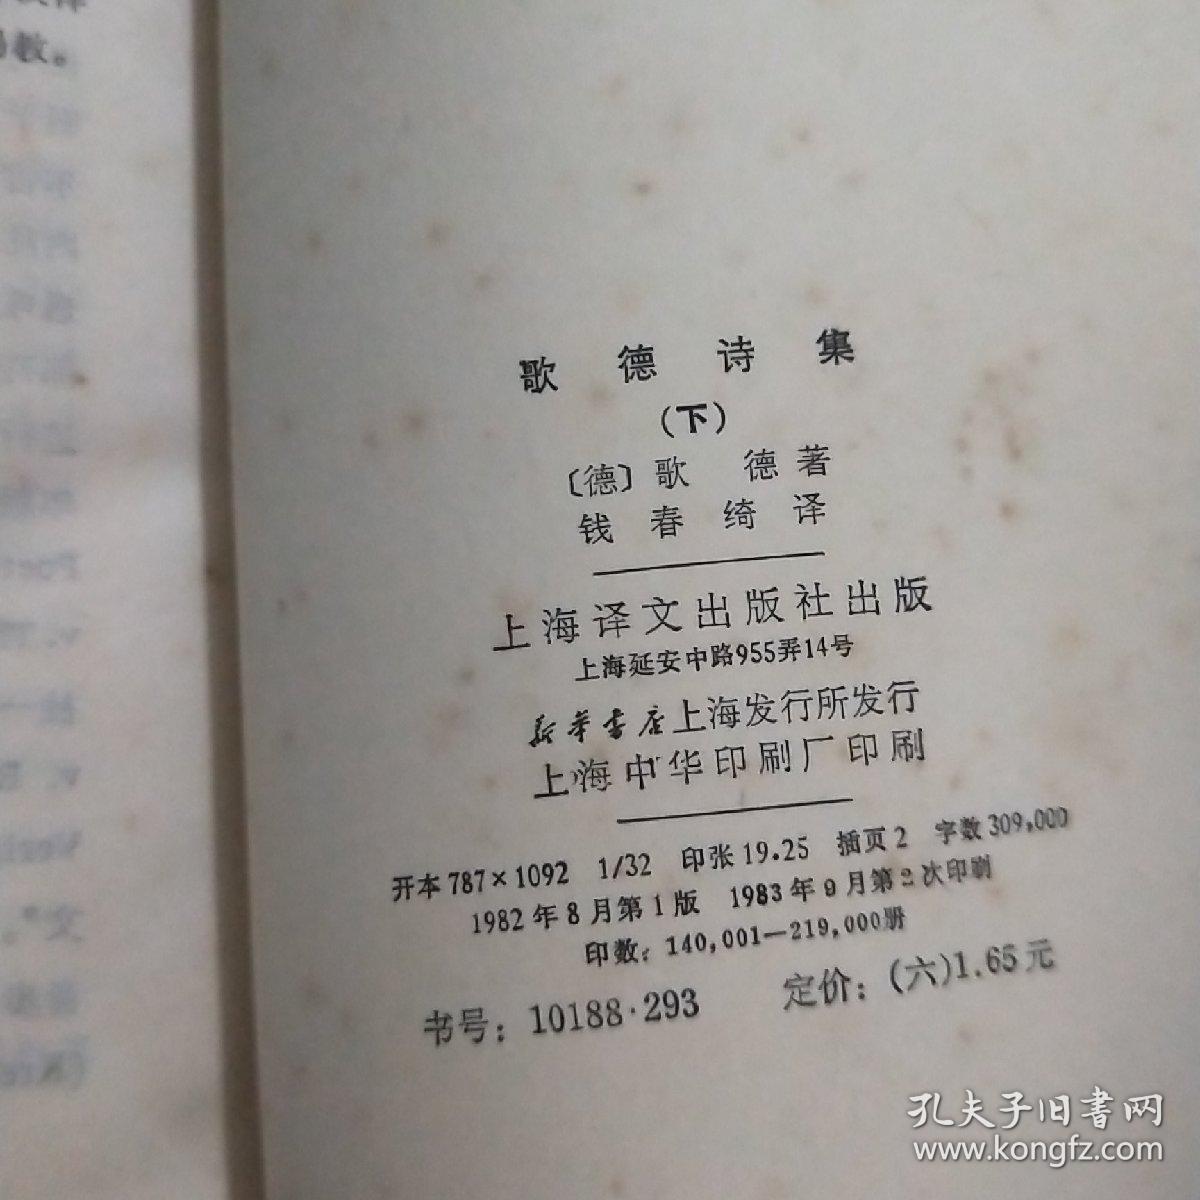 教。
歌德诗集
（下）
〔德〕歌 德著
钱春绮译
上海译文出版社出版
上海延安中路955弄14号
新华书店上海发行所发行
上海中华印刷厂印刷
开本787×1092 1/32 印张19.25 插页2 字数309,000
1982年8月第1版 1983年9月第2次印刷
印数：140,001—219,000册
书号：10188·293 定价：(六)1.65元
孔夫子旧书网
www.kongfz.com